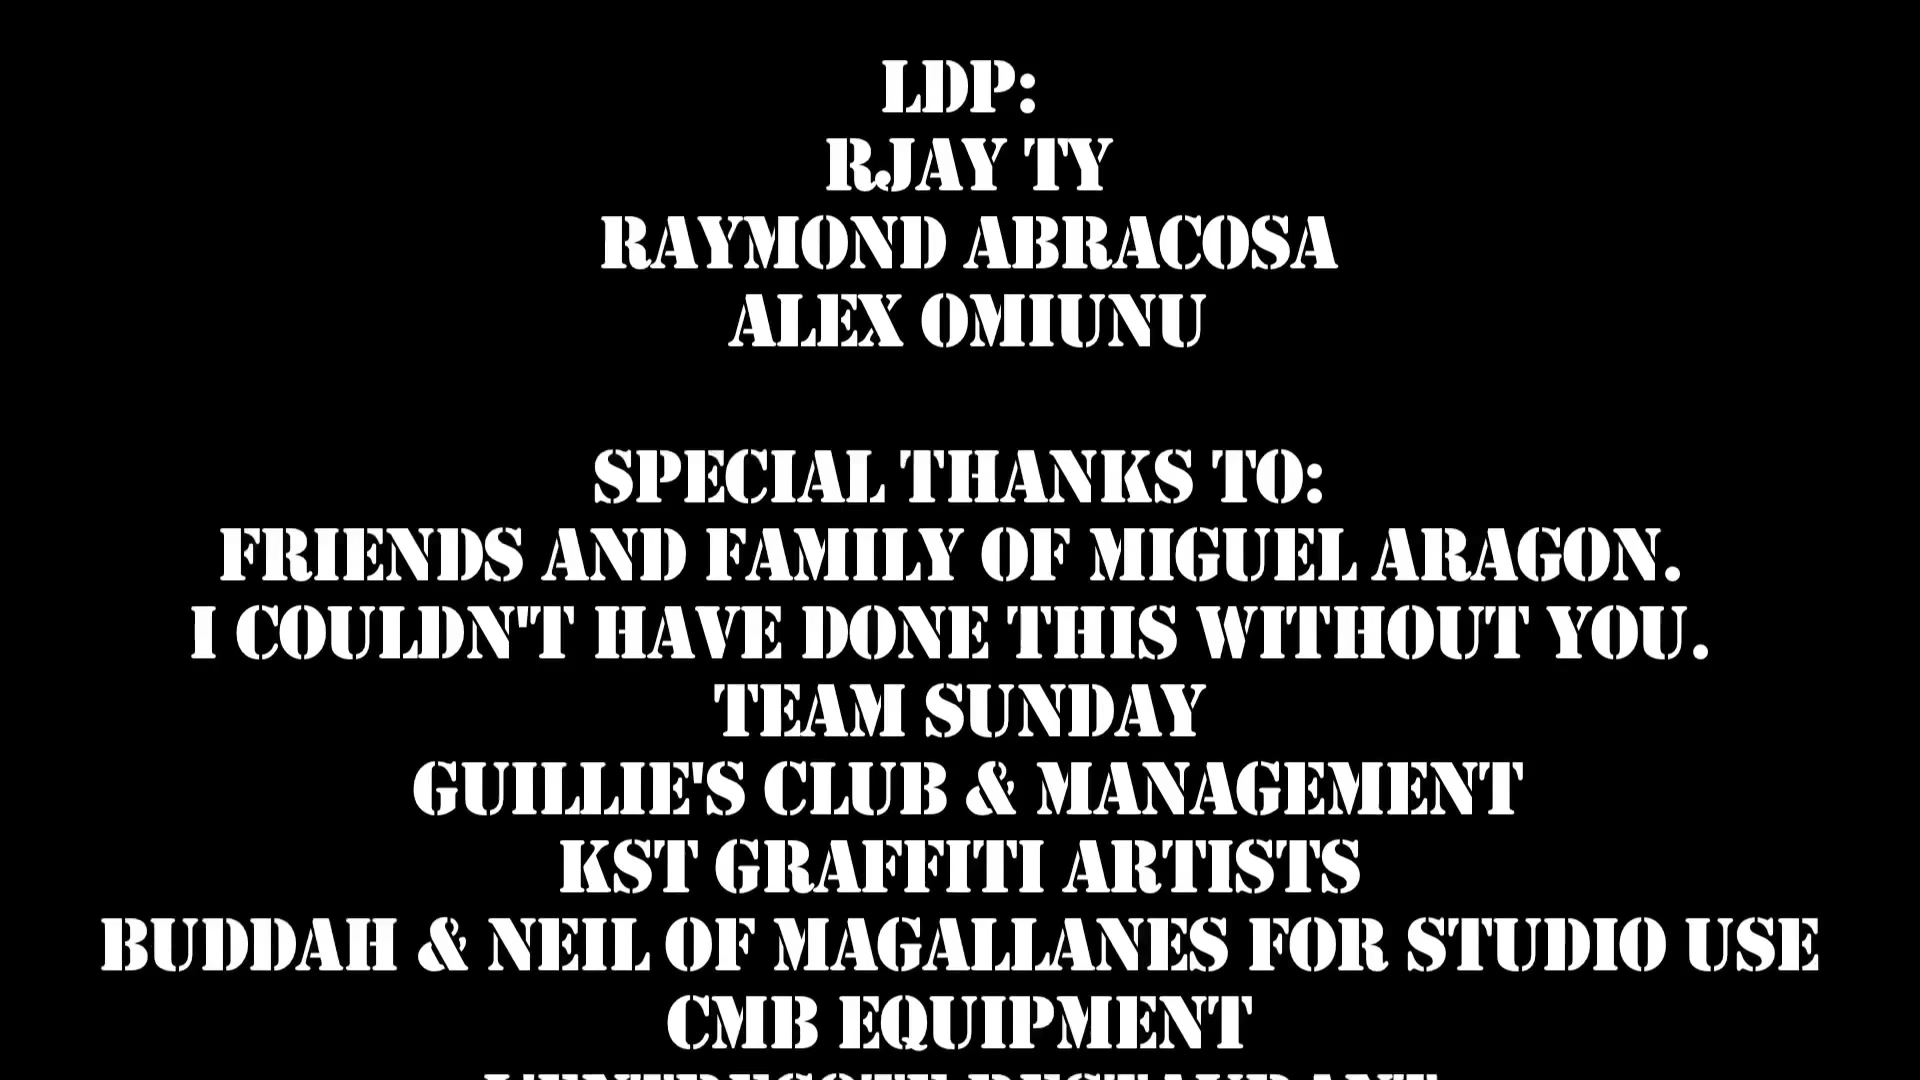 LDP:
RJAY TY
RAYMOND ABRACOSA
ALEX OMIUNU
SPECIAL THANKS TO:
FRIENDS AND FAMILY OF MIGUEL ARAGON.
I COULDN'T HAVE DONE THIS WITHOUT YOU.
TEAM SUNDAY
GUILLIE'S CLUB & MANAGEMENT
KST GRAFFITI ARTISTS
BUDDAH & NEIL OF MAGALLANES FOR STUDIO USE
CMB EQUIPMENT